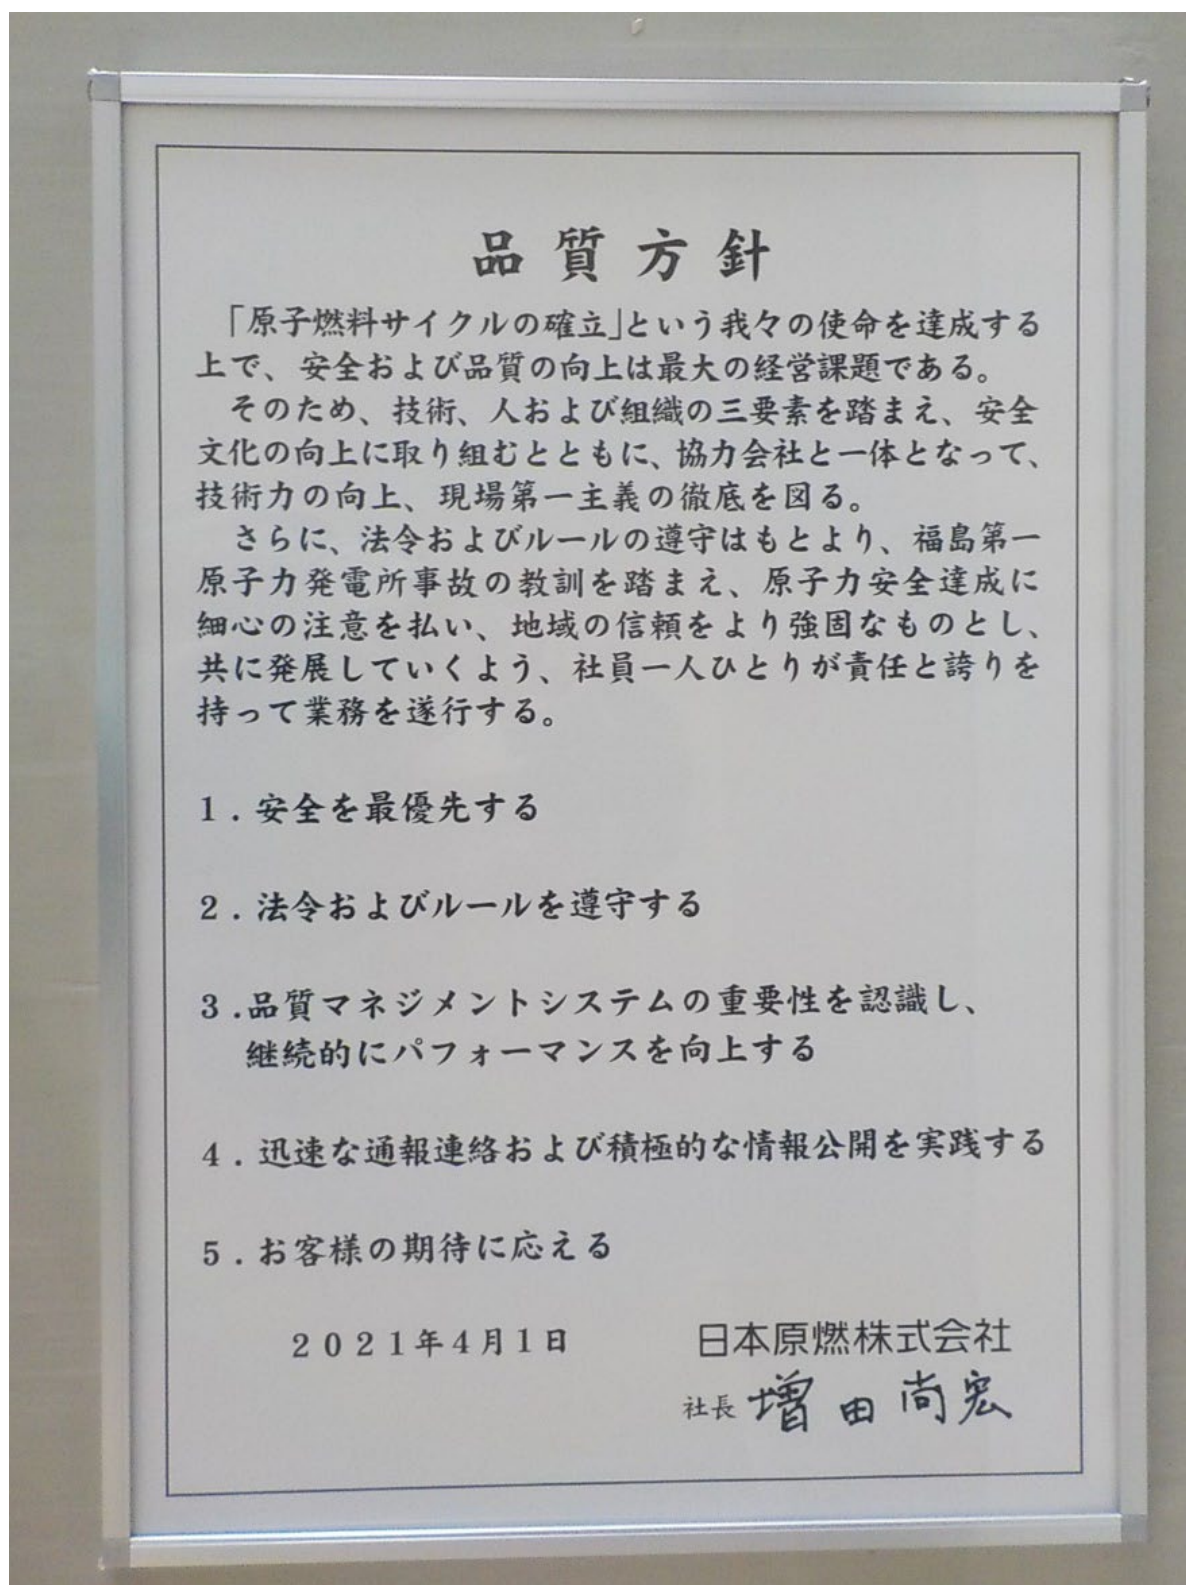 品質方針
「原子燃料サイクルの確立」という我々の使命を達成する
上で、安全および品質の向上は最大の経営課題である。
そのため、技術、人および組織の三要素を踏まえ、安全
文化の向上に取り組むとともに、協力会社と一体となって、
技術力の向上、現場第一主義の徹底を図る。
さらに、法令およびルールの遵守はもとより、福島第一
原子力発電所事故の教訓を踏まえ、原子力安全達成に
細心の注意を払い、地域の信頼をより強固なものとし、
共に発展していくよう、社員一人ひとりが責任と誇りを
持って業務を遂行する。
1.安全を最優先する
2.法令およびルールを遵守する
3.品質マネジメントシステムの重要性を認識し、
継続的にパフォーマンスを向上する
4.迅速な通報連絡および積極的な情報公開を実践する
5.お客様の期待に応える
2021年4月1日
日本原燃株式会社
社長 増田尚宏